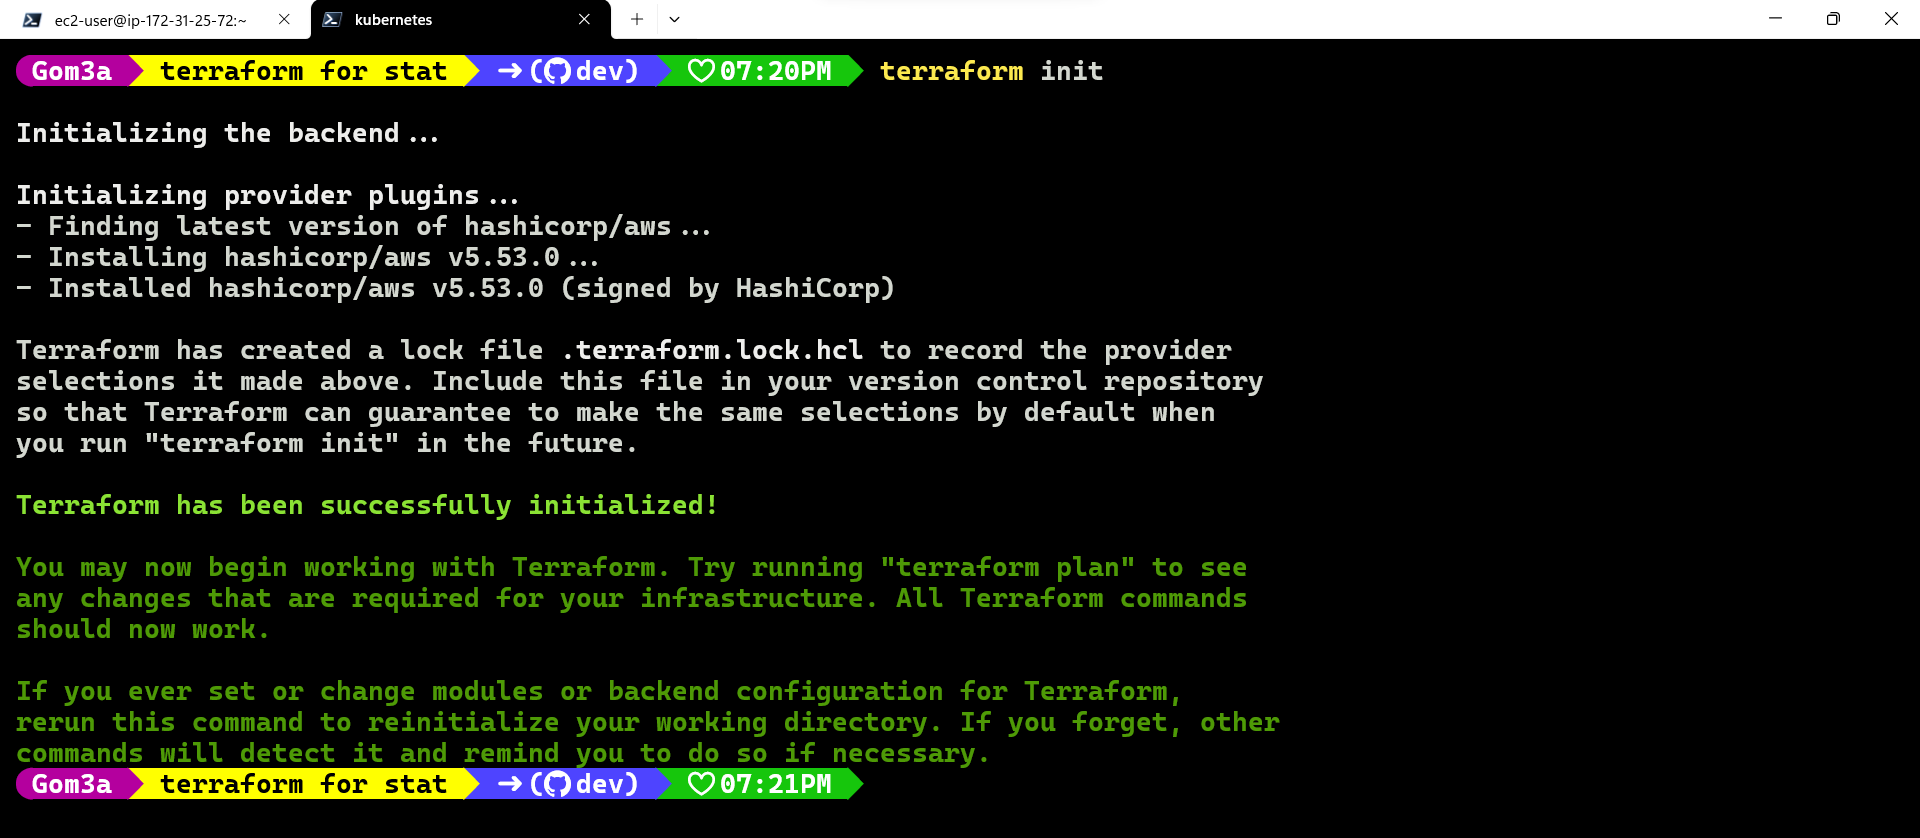 ec2-user@ip-172-31-25-72:~ kubernetes
Gom3a terraform for stat → (dev) ♡07:20PM terraform init
Initializing the backend...
Initializing provider plugins...
- Finding latest version of hashicorp/aws...
- Installing hashicorp/aws v5.53.0...
- Installed hashicorp/aws v5.53.0 (signed by HashiCorp)
Terraform has created a lock file .terraform.lock.hcl to record the provider
selections it made above. Include this file in your version control repository
so that Terraform can guarantee to make the same selections by default when
you run "terraform init" in the future.
Terraform has been successfully initialized!
You may now begin working with Terraform. Try running "terraform plan" to see
any changes that are required for your infrastructure. All Terraform commands
should now work.
If you ever set or change modules or backend configuration for Terraform,
rerun this command to reinitialize your working directory. If you forget, other
commands will detect it and remind you to do so if necessary.
Gom3a terraform for stat → (dev) ♡07:21PM